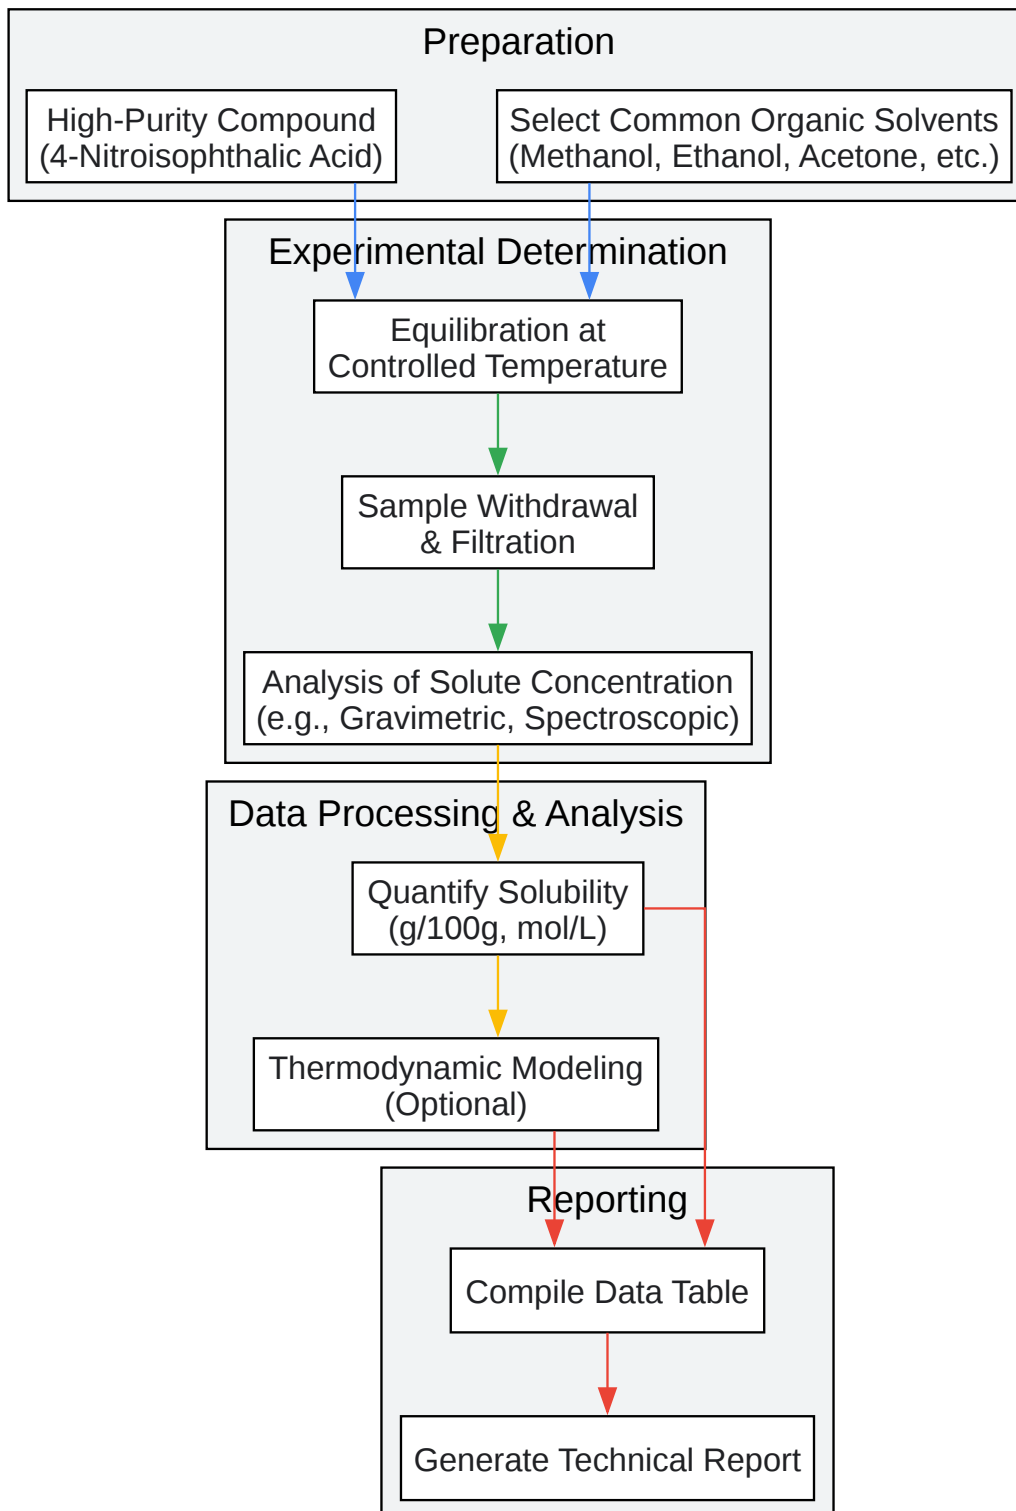 Preparation
High-Purity Compound
(4-Nitroisophthalic Acid)
Select Common Organic Solvents
(Methanol, Ethanol, Acetone, etc.)
Experimental Determination
Equilibration at
Controlled Temperature
Sample Withdrawal
& Filtration
Analysis of Solute Concentration
(e.g., Gravimetric, Spectroscopic)
Data Processing & Analysis
Quantify Solubility
(g/100g, mol/L)
Thermodynamic Modeling
(Optional)
Reporting
Compile Data Table
Generate Technical Report